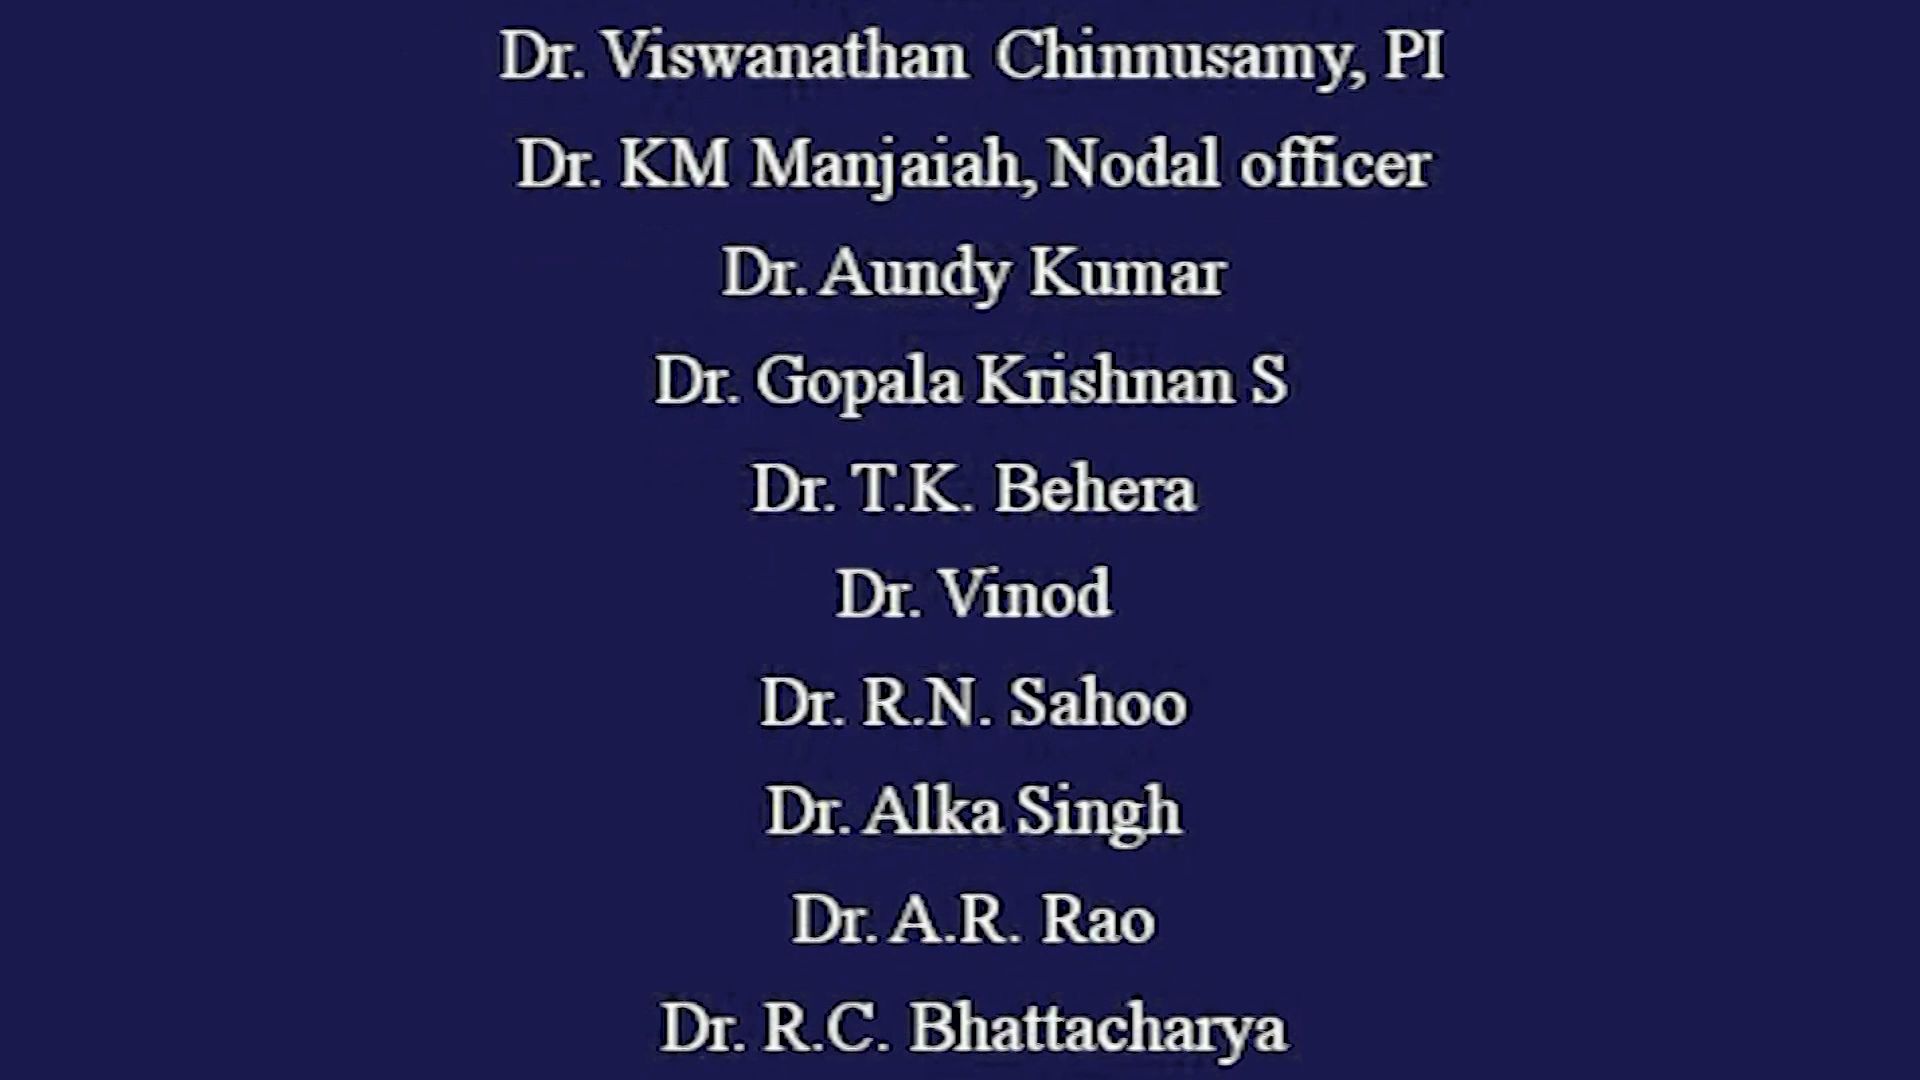 Dr. Viswanathan Chinnusamy, PI
Dr. KM Manjaiah, Nodal officer
Dr. Aundy Kumar
Dr. Gopala Krishnan S
Dr. T.K. Behera
Dr. Vinod
Dr. R.N. Sahoo
Dr. Alka Singh
Dr. A.R. Rao
Dr. R.C. Bhattacharya